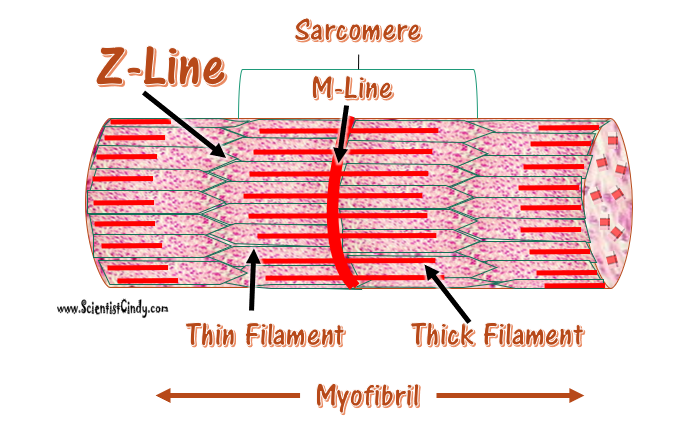 Sarcomere
Z-Line
M-Line
www.ScientistCindy.com
Thin Filament
Thick Filament
Myofibril